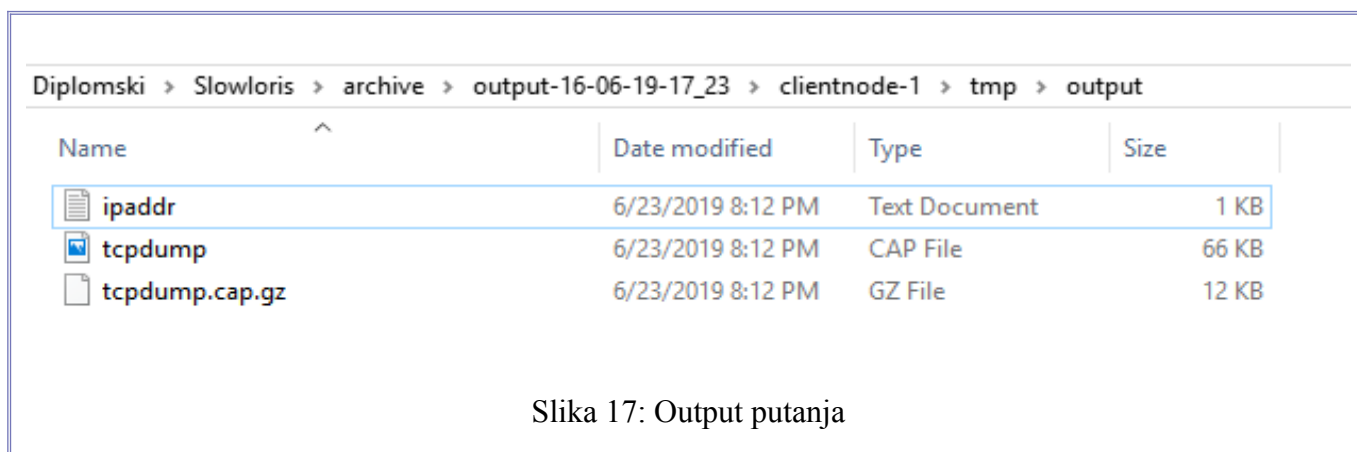 Diplomski > Slowloris > archive > output-16-06-19-17_23 > clientnode-1 > tmp > output
Name Date modified Type Size
ipaddr 6/23/2019 8:12 PM Text Document 1 KB
tcpdump 6/23/2019 8:12 PM CAP File 66 KB
tcpdump.cap.gz 6/23/2019 8:12 PM GZ File 12 KB
Slika 17: Output putanja